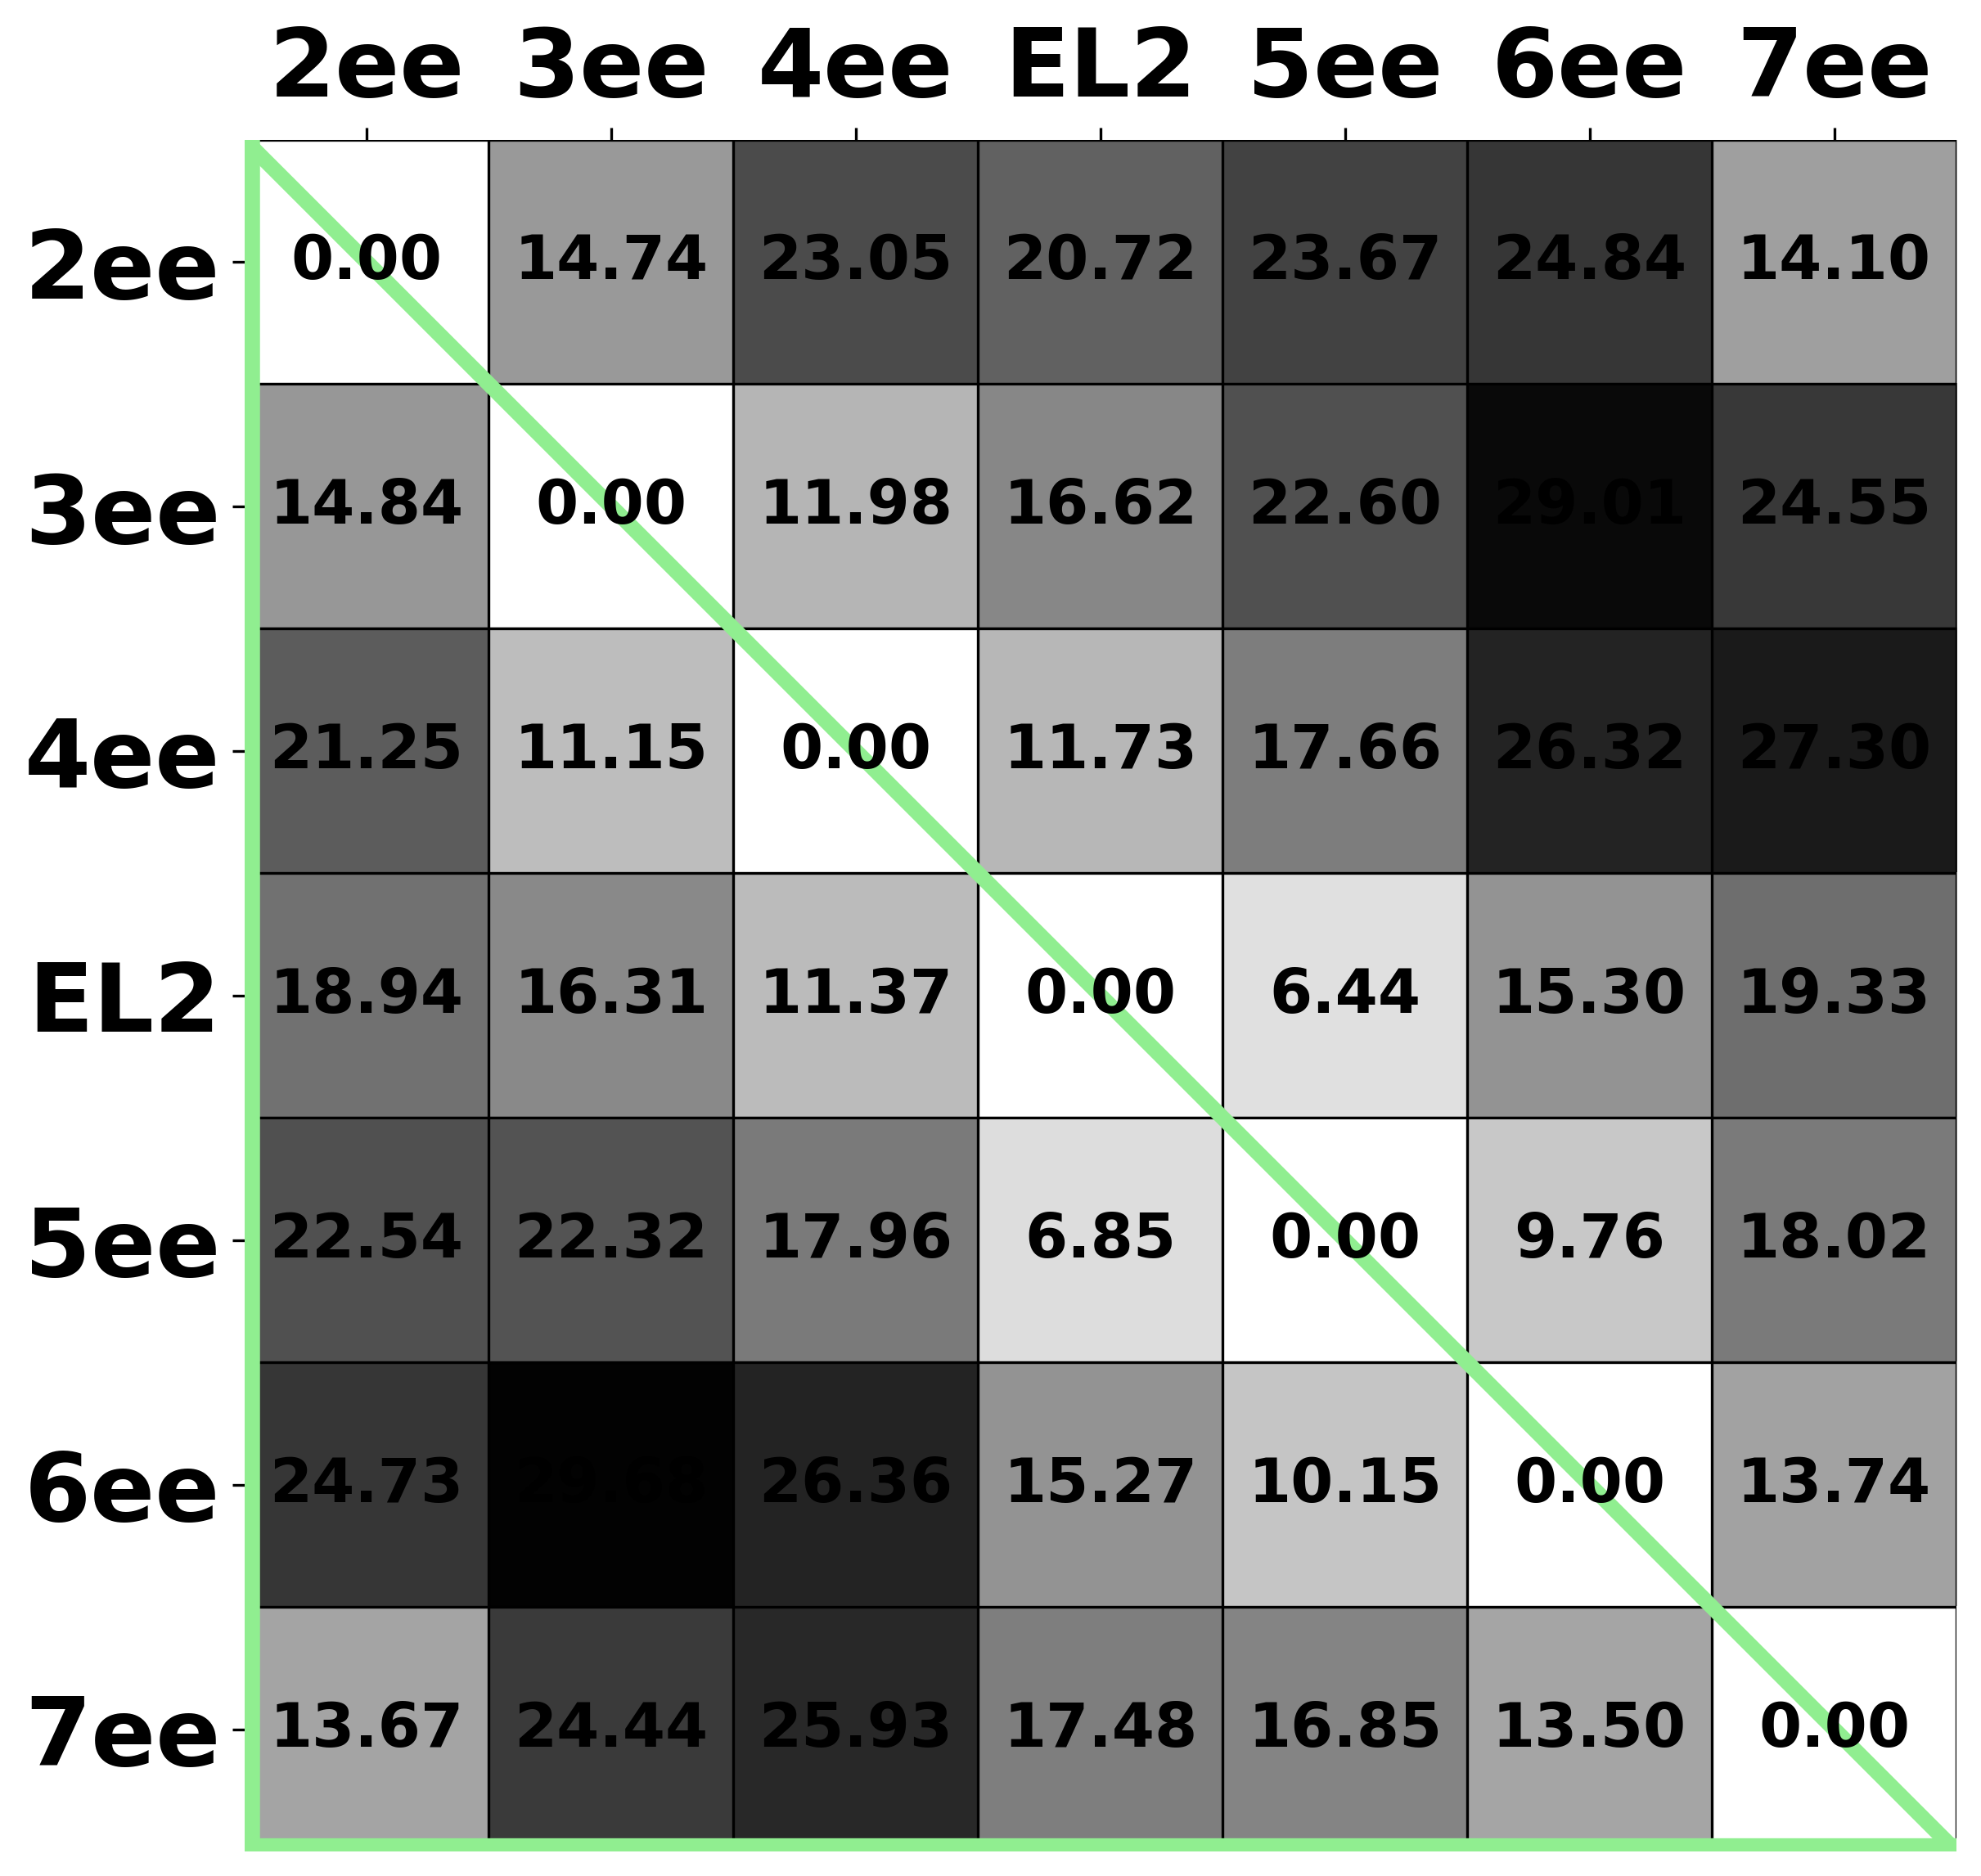 2ee 3ee 4ee EL2 5ee 6ee 7ee
2ee 0.00 14.74 23.05 20.72 23.67 24.84 14.10
3ee 14.84 0.00 11.98 16.62 22.60 29.01 24.55
4ee 21.25 11.15 0.00 11.73 17.66 26.32 27.30
EL2 18.94 16.31 11.37 0.00 6.44 15.30 19.33
5ee 22.54 22.32 17.96 6.85 0.00 9.76 18.02
6ee 24.73 26.36 15.27 10.15 0.00 13.74
7ee 13.67 24.44 25.93 17.48 16.85 13.50 0.00